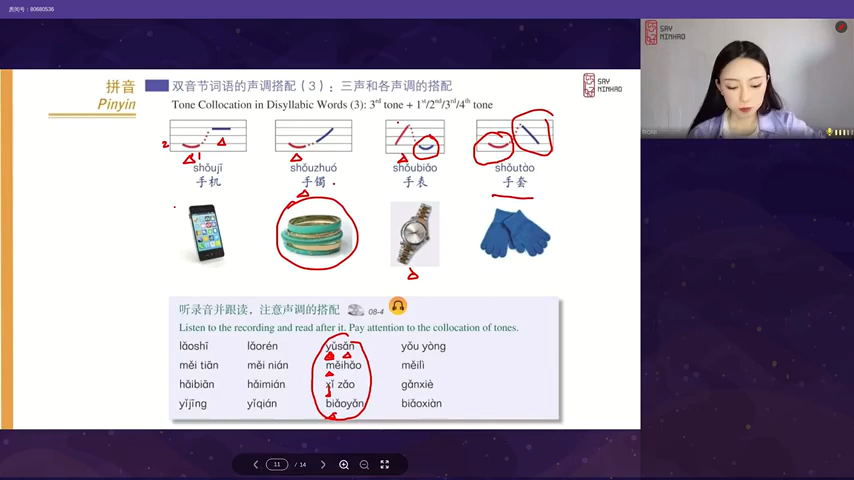 房间号：80680536
SAY
NINHAO
拼音
Pinyin
双音节词语的声调搭配（3）：三声和各声调的搭配
Tone Collocation in Disyllabic Words (3): 3rd tone + 1st/2nd/3rd/4th tone
SAY
NINHAO
2 1
shǒujī shǒuzhuó shǒubiǎo shǒutào
手机 手镯 手表 手套
听录音并跟读，注意声调的搭配 08-4
Listen to the recording and read after it. Pay attention to the collocation of tones.
lǎoshī lǎorén yǔsǎn yǒu yòng
měi tiān měi nián měihǎo měilì
hǎibiān hǎimián xǐ zǎo gǎnxiè
yǐjīng yǐqián biǎoyǎn biǎoxiàn
11 / 14